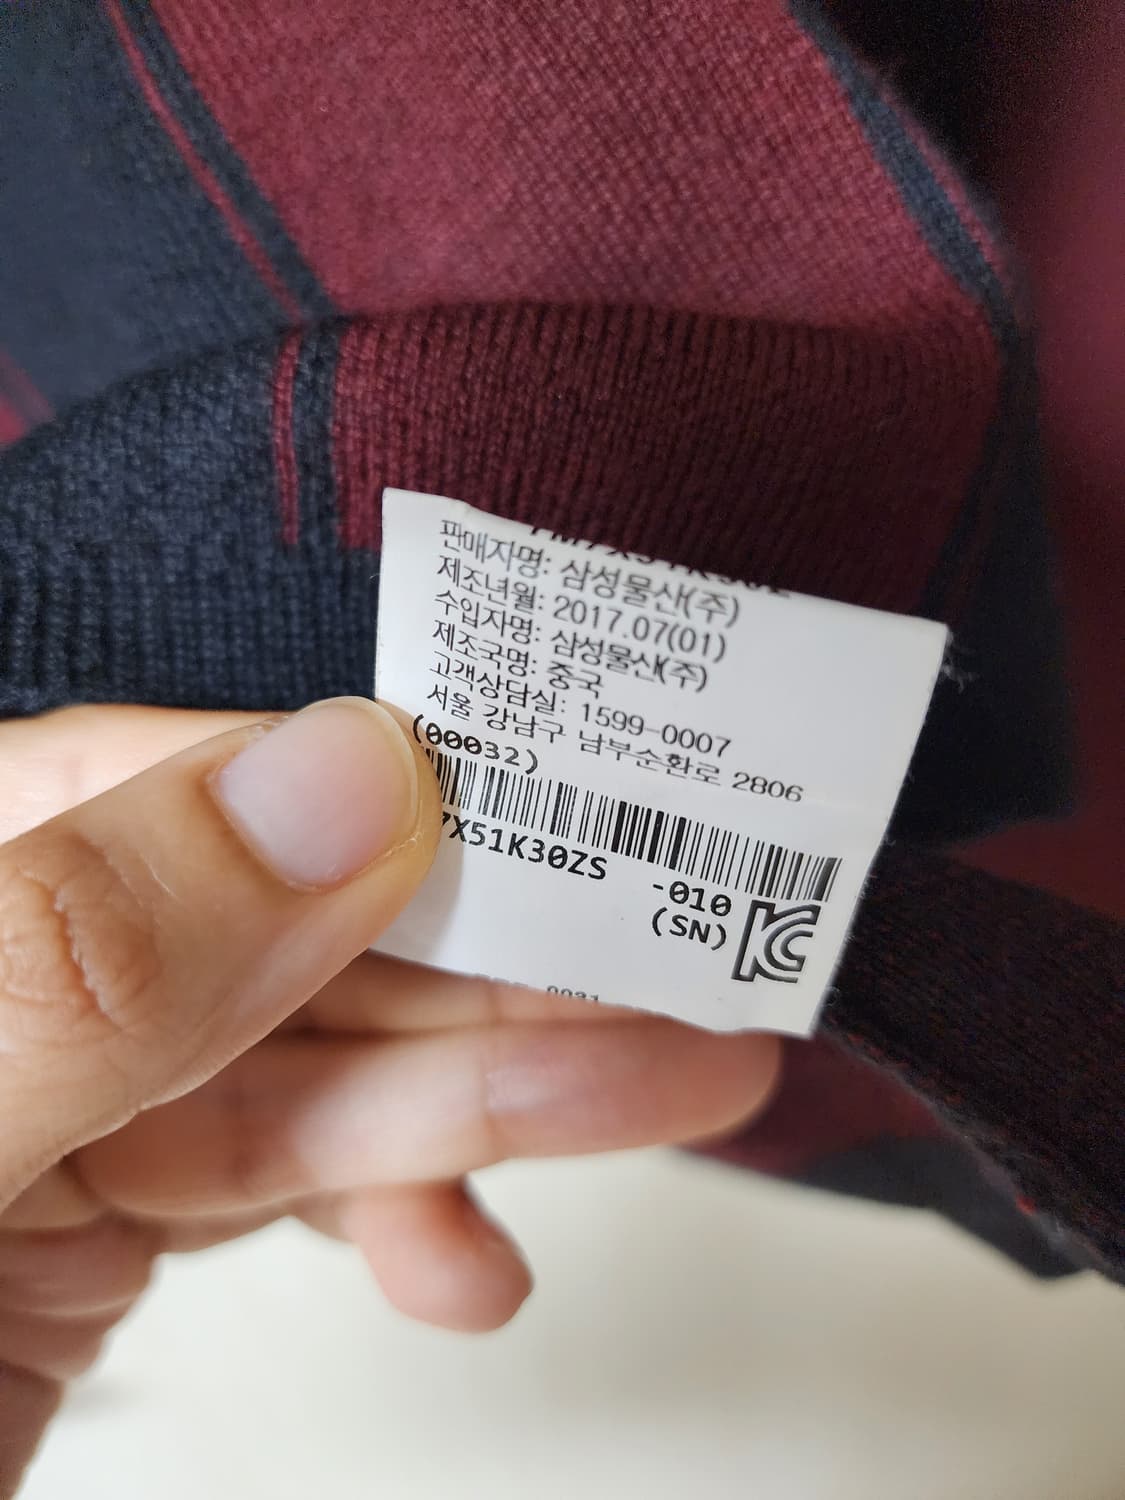 판매자명: 삼성물산(주)
제조년월: 2017.07(01)
수입자명: 삼성물산(주)
제조국명: 중국
고객상담실: 1599-0007
서울 강남구 남부순환로 2806
(00032)
7X51K30ZS -010
(SN)
KC